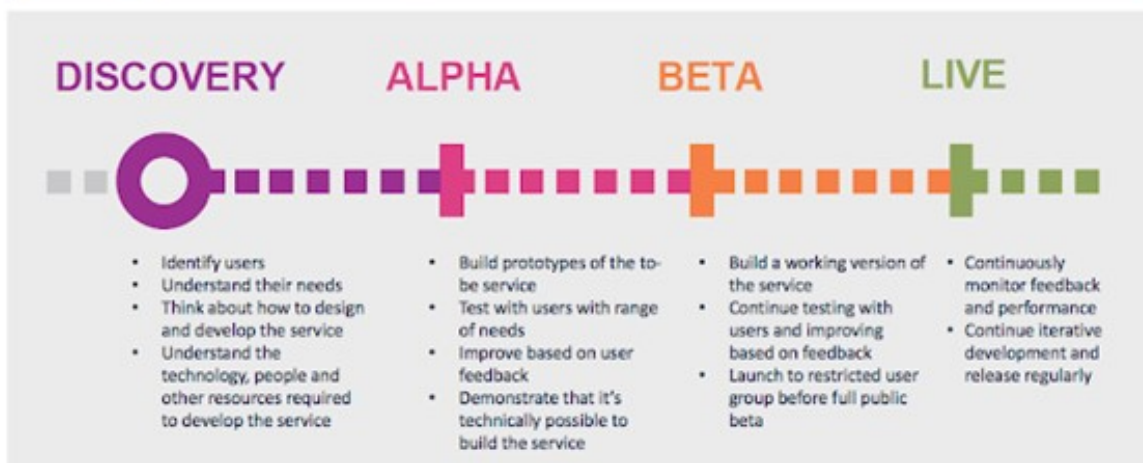 DISCOVERY
ALPHA
BETA
LIVE
• Identify users
• Understand their needs
• Think about how to design
and develop the service
• Understand the
technology, people and
other resources required
to develop the service
• Build prototypes of the to-
be service
• Test with users with range
of needs
• Improve based on user
feedback
• Demonstrate that it's
technically possible to
build the service
• Build a working version of
the service
• Continue testing with
users and improving
based on feedback
• Launch to restricted user
group before full public
beta
• Continuously
monitor feedback
and performance
• Continue iterative
development and
release regularly